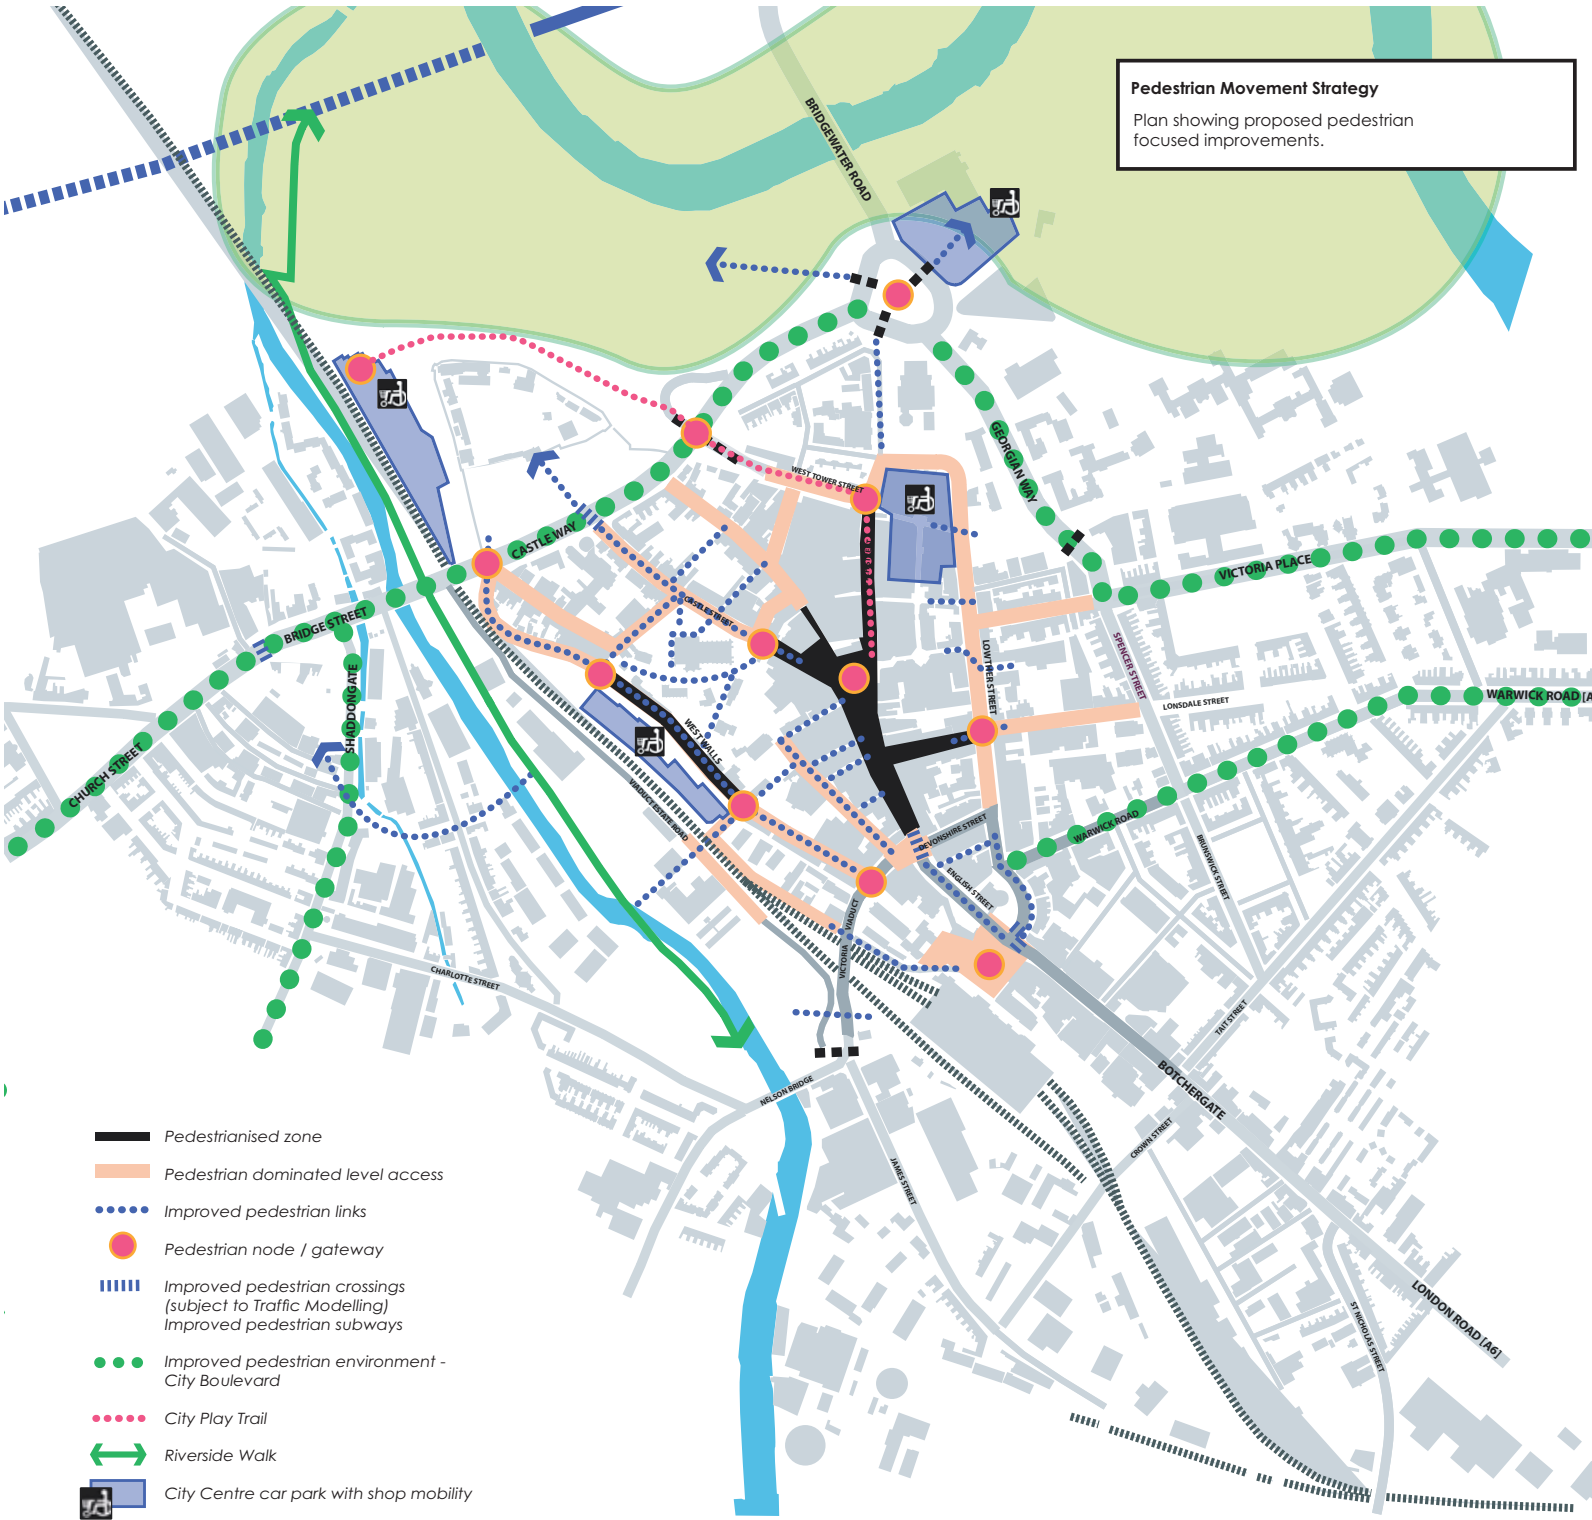 Pedestrian Movement Strategy
Plan showing proposed pedestrian
focused improvements.
BRIDGEWATER ROAD
WEST TOWER STREET
GEORGIAN WAY
CASTLE WAY
VICTORIA PLACE
BRIDGE STREET
CASTLE STREET
SHADDONGATE
LOWTHER STREET
SPENCER STREET
LONSDALE STREET
WARWICK ROAD [A
CHURCH STREET
WEST WALLS
VIADUCT ESTATE ROAD
DEVONSHIRE STREET
WARWICK ROAD
BRUNSWICK STREET
ENGLISH STREET
VICTORIA VIADUCT
CHARLOTTE STREET
TAIT STREET
BOTCHERGATE
NELSON BRIDGE
CROWN STREET
JAMES STREET
ST NICHOLAS STREET
LONDON ROAD [A6]
Pedestrianised zone
Pedestrian dominated level access
Improved pedestrian links
Pedestrian node / gateway
Improved pedestrian crossings
(subject to Traffic Modelling)
Improved pedestrian subways
Improved pedestrian environment -
City Boulevard
City Play Trail
Riverside Walk
City Centre car park with shop mobility